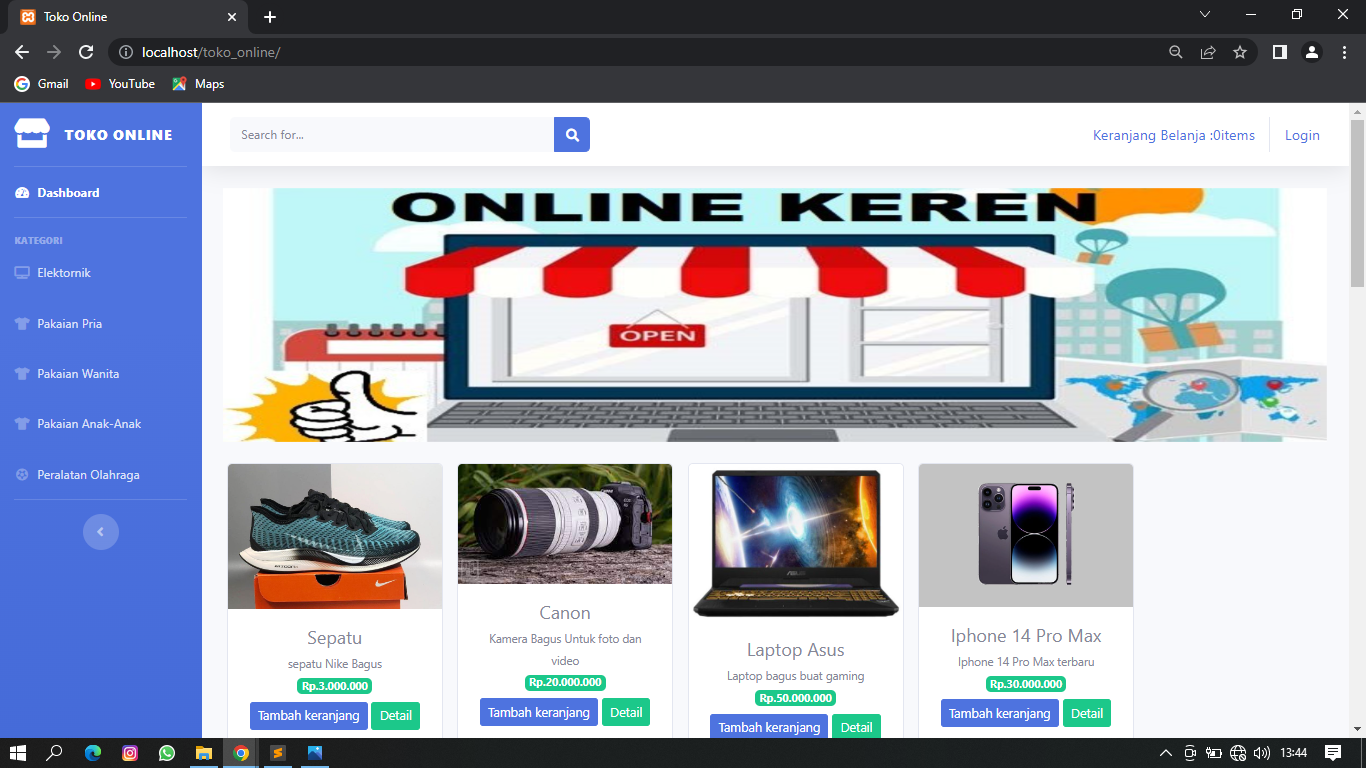 Toko Online
localhost/toko_online/
Gmail
YouTube
Maps
TOKO ONLINE
Search for...
Keranjang Belanja :0items
Login
Dashboard
KATEGORI
Elektornik
Pakaian Pria
Pakaian Wanita
Pakaian Anak-Anak
Peralatan Olahraga
ONLINE KEREN
OPEN
Sepatu
sepatu Nike Bagus
Rp.3.000.000
Tambah keranjang
Detail
Canon
Kamera Bagus Untuk foto dan
video
Rp.20.000.000
Tambah keranjang
Detail
ASUS
Laptop Asus
Laptop bagus buat gaming
Rp.50.000.000
Tambah keranjang
Detail
Iphone 14 Pro Max
Iphone 14 Pro Max terbaru
Rp.30.000.000
Tambah keranjang
Detail
13:44